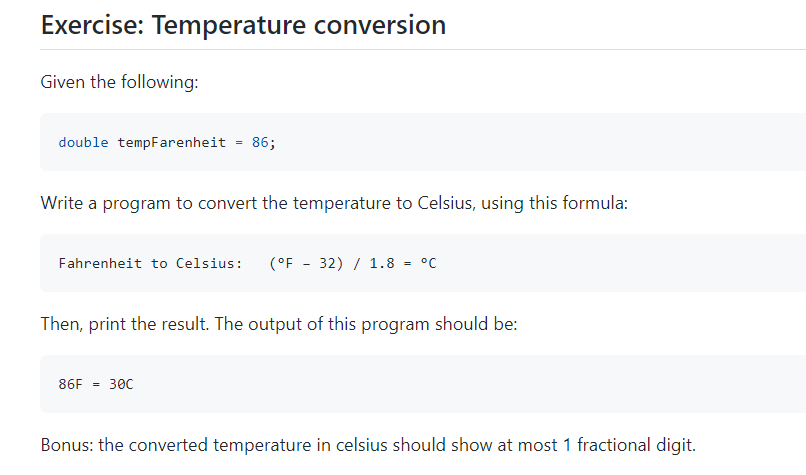 Exercise: Temperature conversion
Given the following:
double tempFarenheit = 86;
Write a program to convert the temperature to Celsius, using this formula:
Fahrenheit to Celsius:   (°F − 32) / 1.8 = °C
Then, print the result. The output of this program should be:
86F = 30C
Bonus: the converted temperature in celsius should show at most 1 fractional digit.